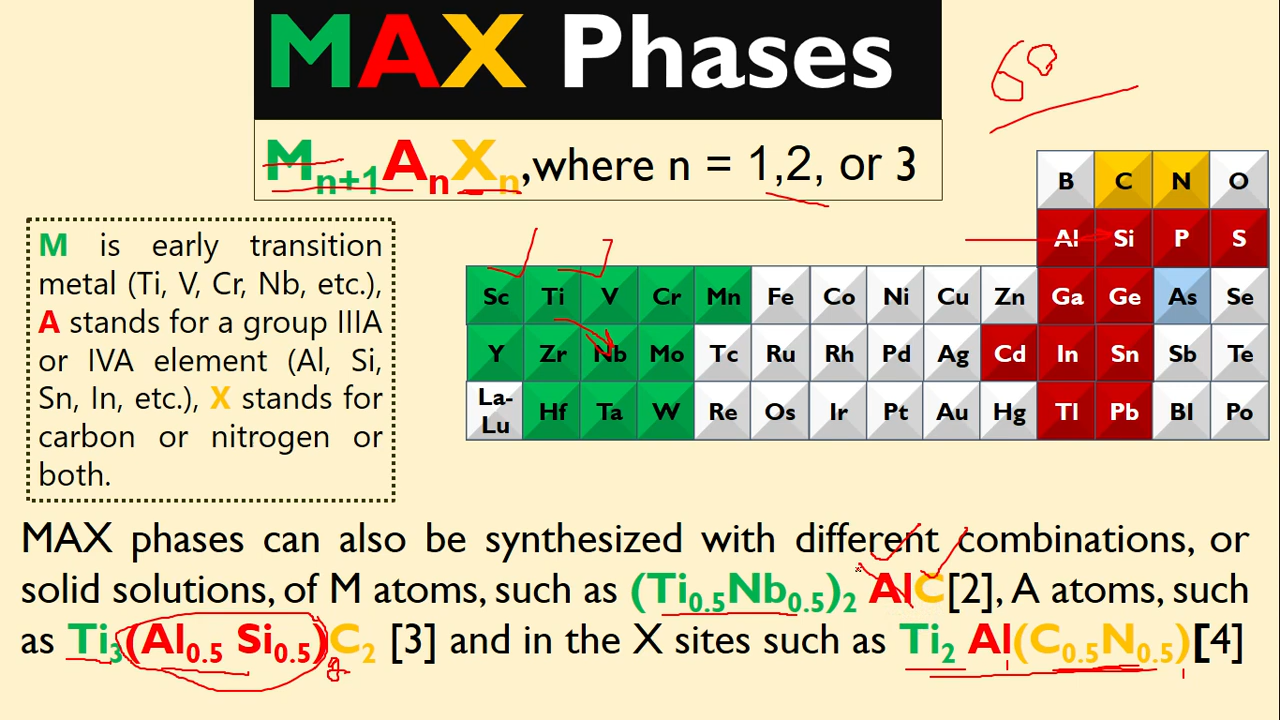 MAX Phases
60
Mn+1AnXn,where n = 1,2, or 3
M is early transition
metal (Ti, V, Cr, Nb, etc.),
A stands for a group IIIA
or IVA element (Al, Si,
Sn, In, etc.), X stands for
carbon or nitrogen or
both.
B C N O
Al Si P S
Sc Ti V Cr Mn Fe Co Ni Cu Zn Ga Ge As Se
Y Zr Nb Mo Tc Ru Rh Pd Ag Cd In Sn Sb Te
La-
Lu Hf Ta W Re Os Ir Pt Au Hg Tl Pb BI Po
MAX phases can also be synthesized with different combinations, or
solid solutions, of M atoms, such as (Ti0.5Nb0.5)2 AlC[2], A atoms, such
as Ti3(Al0.5 Si0.5)C2 [3] and in the X sites such as Ti2 Al(C0.5N0.5)[4]